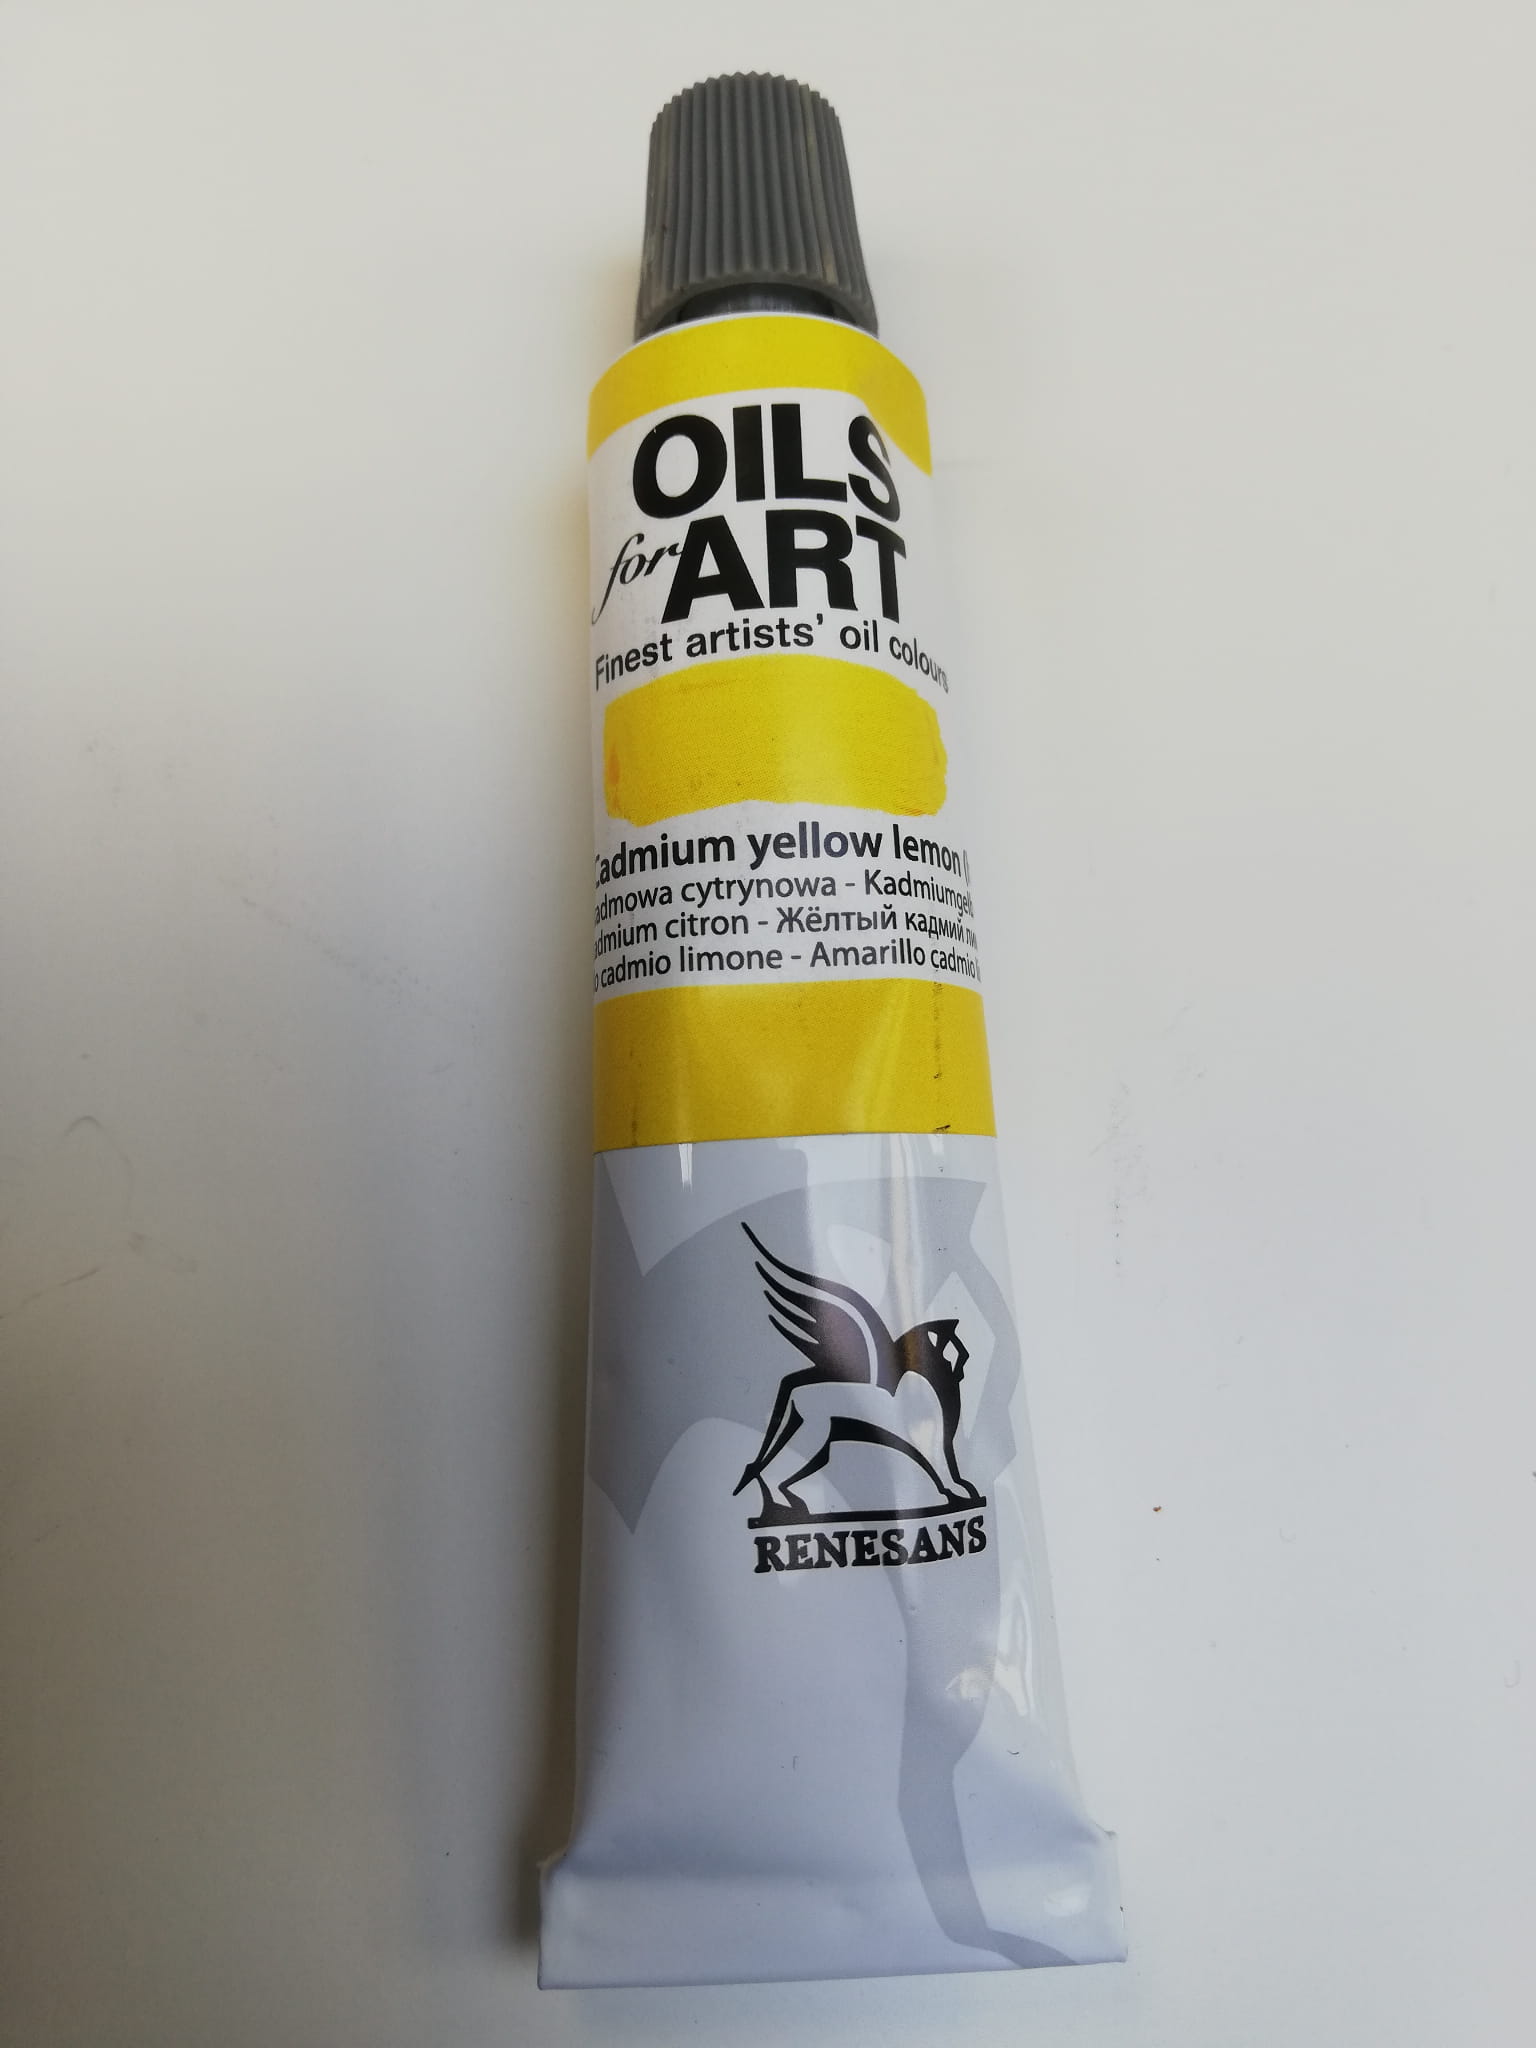 OILS
for ART
Finest artists' oil colours
Cadmium yellow lemon
cytrynowa -
citron - Жёлтый кадмий
cadmio limone - Amarillo cadmio
RENESANS